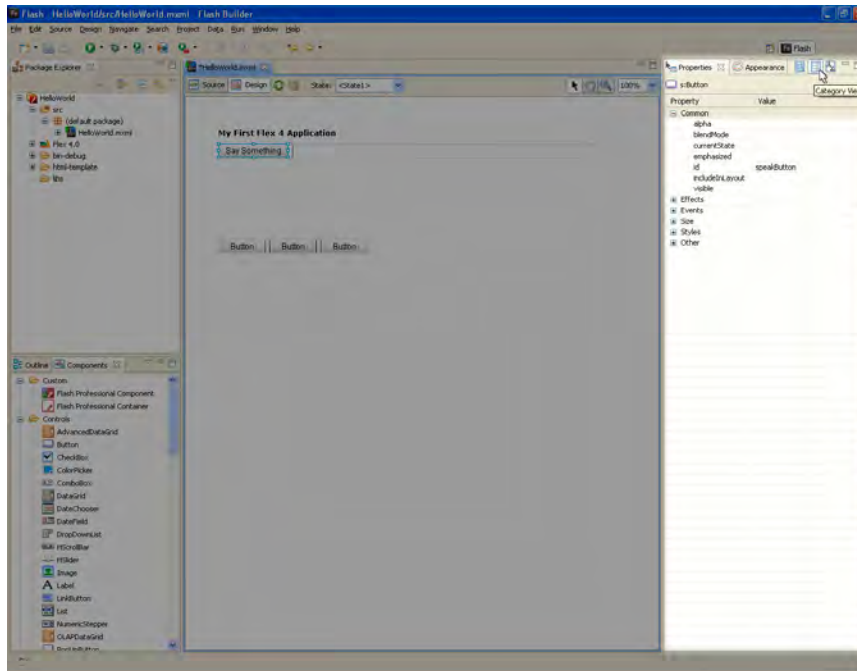 Flash HelloWorld/src/HelloWorld.mxml Flash Builder
File Edit Source Design Navigate Search Project Data Run Window Help
Flash
Package Explorer
HelloWorld
src
(default package)
HelloWorld.mxml
Flex 4.0
bin-debug
html-template
libs
*HelloWorld.mxml
Source Design State: <State1> 100%
My First Flex 4 Application
Say Something
Button Button Button
Properties Appearance
s:Button
Category Vie
Property Value
Common
alpha
blendMode
currentState
emphasized
id speakButton
includeInLayout
visible
Effects
Events
Size
Styles
Other
Outline Components
Custom
Flash Professional Component
Flash Professional Container
Controls
AdvancedDataGrid
Button
CheckBox
ColorPicker
ComboBox
DataGrid
DateChooser
DateField
DropDownList
HScrollBar
HSlider
Image
Label
LinkButton
List
NumericStepper
OLAPDataGrid
PopUpButton